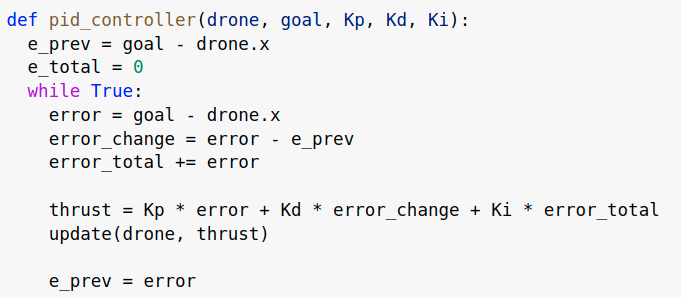 def pid_controller(drone, goal, Kp, Kd, Ki):
  e_prev = goal - drone.x
  e_total = 0
  while True:
    error = goal - drone.x
    error_change = error - e_prev
    error_total += error

    thrust = Kp * error + Kd * error_change + Ki * error_total
    update(drone, thrust)

    e_prev = error